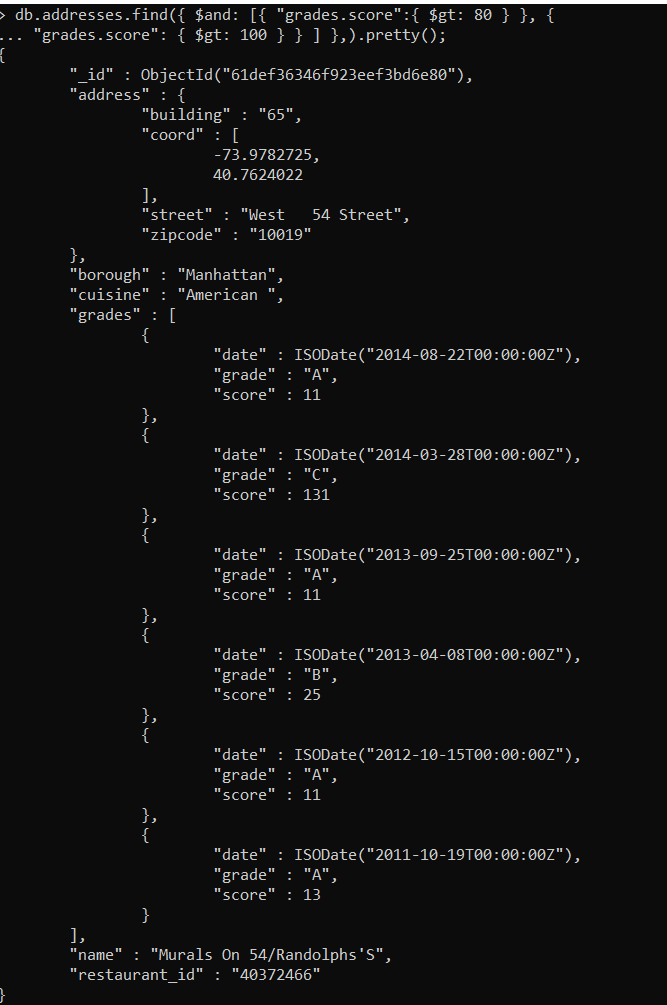 > db.addresses.find({ $and: [{ "grades.score":{ $gt: 80 } }, {
... "grades.score": { $gt: 100 } } ] },).pretty();
{
        "_id" : ObjectId("61def36346f923eef3bd6e80"),
        "address" : {
                "building" : "65",
                "coord" : [
                        -73.9782725,
                        40.7624022
                ],
                "street" : "West   54 Street",
                "zipcode" : "10019"
        },
        "borough" : "Manhattan",
        "cuisine" : "American ",
        "grades" : [
                {
                        "date" : ISODate("2014-08-22T00:00:00Z"),
                        "grade" : "A",
                        "score" : 11
                },
                {
                        "date" : ISODate("2014-03-28T00:00:00Z"),
                        "grade" : "C",
                        "score" : 131
                },
                {
                        "date" : ISODate("2013-09-25T00:00:00Z"),
                        "grade" : "A",
                        "score" : 11
                },
                {
                        "date" : ISODate("2013-04-08T00:00:00Z"),
                        "grade" : "B",
                        "score" : 25
                },
                {
                        "date" : ISODate("2012-10-15T00:00:00Z"),
                        "grade" : "A",
                        "score" : 11
                },
                {
                        "date" : ISODate("2011-10-19T00:00:00Z"),
                        "grade" : "A",
                        "score" : 13
                }
        ],
        "name" : "Murals On 54/Randolphs'S",
        "restaurant_id" : "40372466"
}